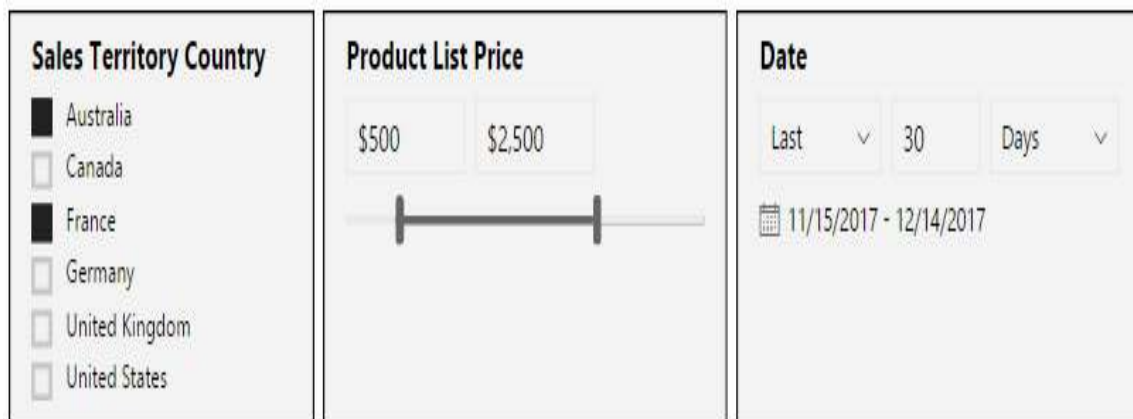 Sales Territory Country
Australia
Canada
France
Germany
United Kingdom
United States
Product List Price
$500 $2,500
Date
Last 30 Days
11/15/2017 - 12/14/2017